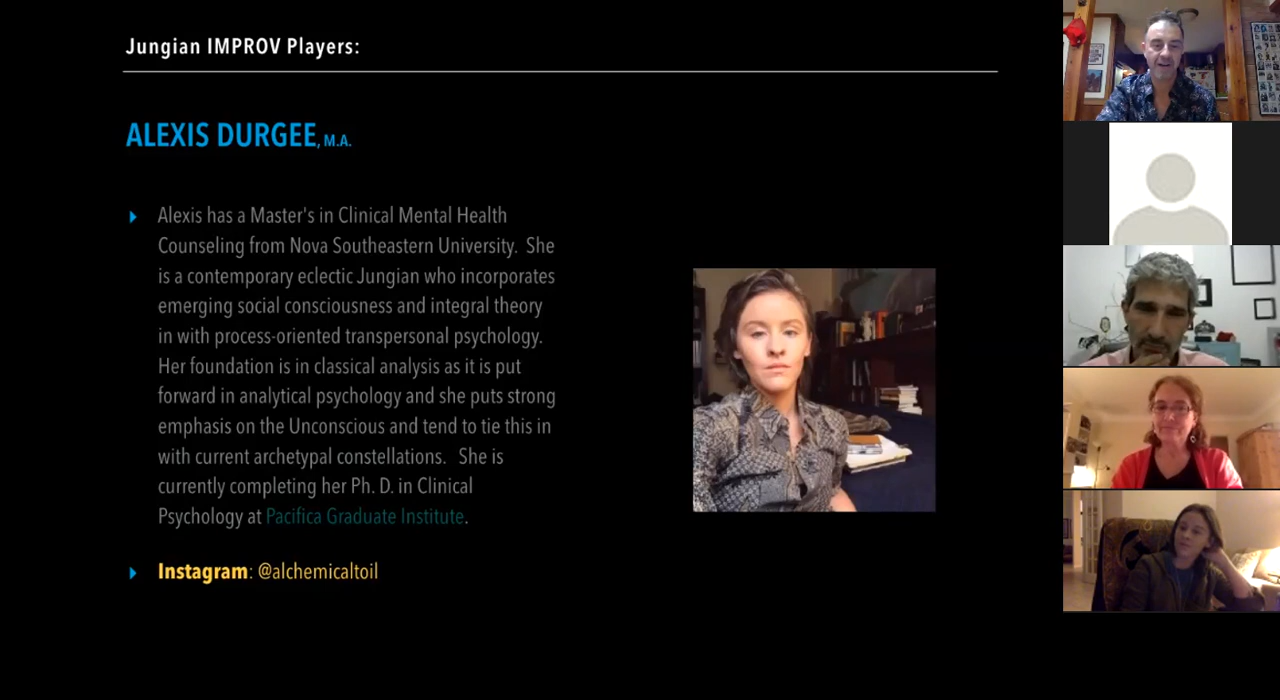 Jungian IMPROV Players:
ALEXIS DURGEE, M.A.
Alexis has a Master's in Clinical Mental Health
Counseling from Nova Southeastern University.  She
is a contemporary eclectic Jungian who incorporates
emerging social consciousness and integral theory
in with process-oriented transpersonal psychology.
Her foundation is in classical analysis as it is put
forward in analytical psychology and she puts strong
emphasis on the Unconscious and tend to tie this in
with current archetypal constellations.   She is
currently completing her Ph. D. in Clinical
Psychology at Pacifica Graduate Institute.
Instagram: @alchemicaltoil